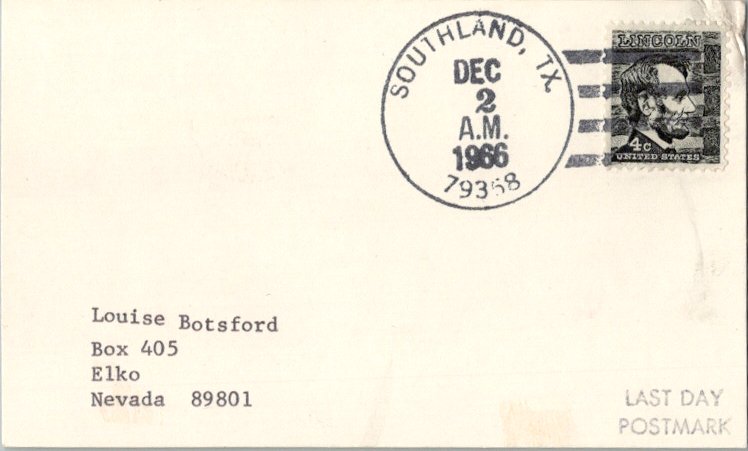 SOUTHLAND, TX.
DEC
2
A.M.
1966
79368
LINCOLN
4c
UNITED STATES
Louise Botsford
Box 405
Elko
Nevada 89801
LAST DAY
POSTMARK